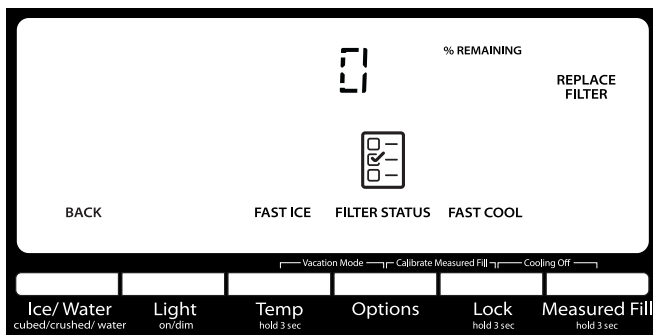 0 % REMAINING
REPLACE
FILTER
BACK FAST ICE FILTER STATUS FAST COOL
Vacation Mode Calibrate Measured Fill Cooling Off
Ice/ Water Light Temp Options Lock Measured Fill
cubed/crushed/ water on/dim hold 3 sec hold 3 sec hold 3 sec